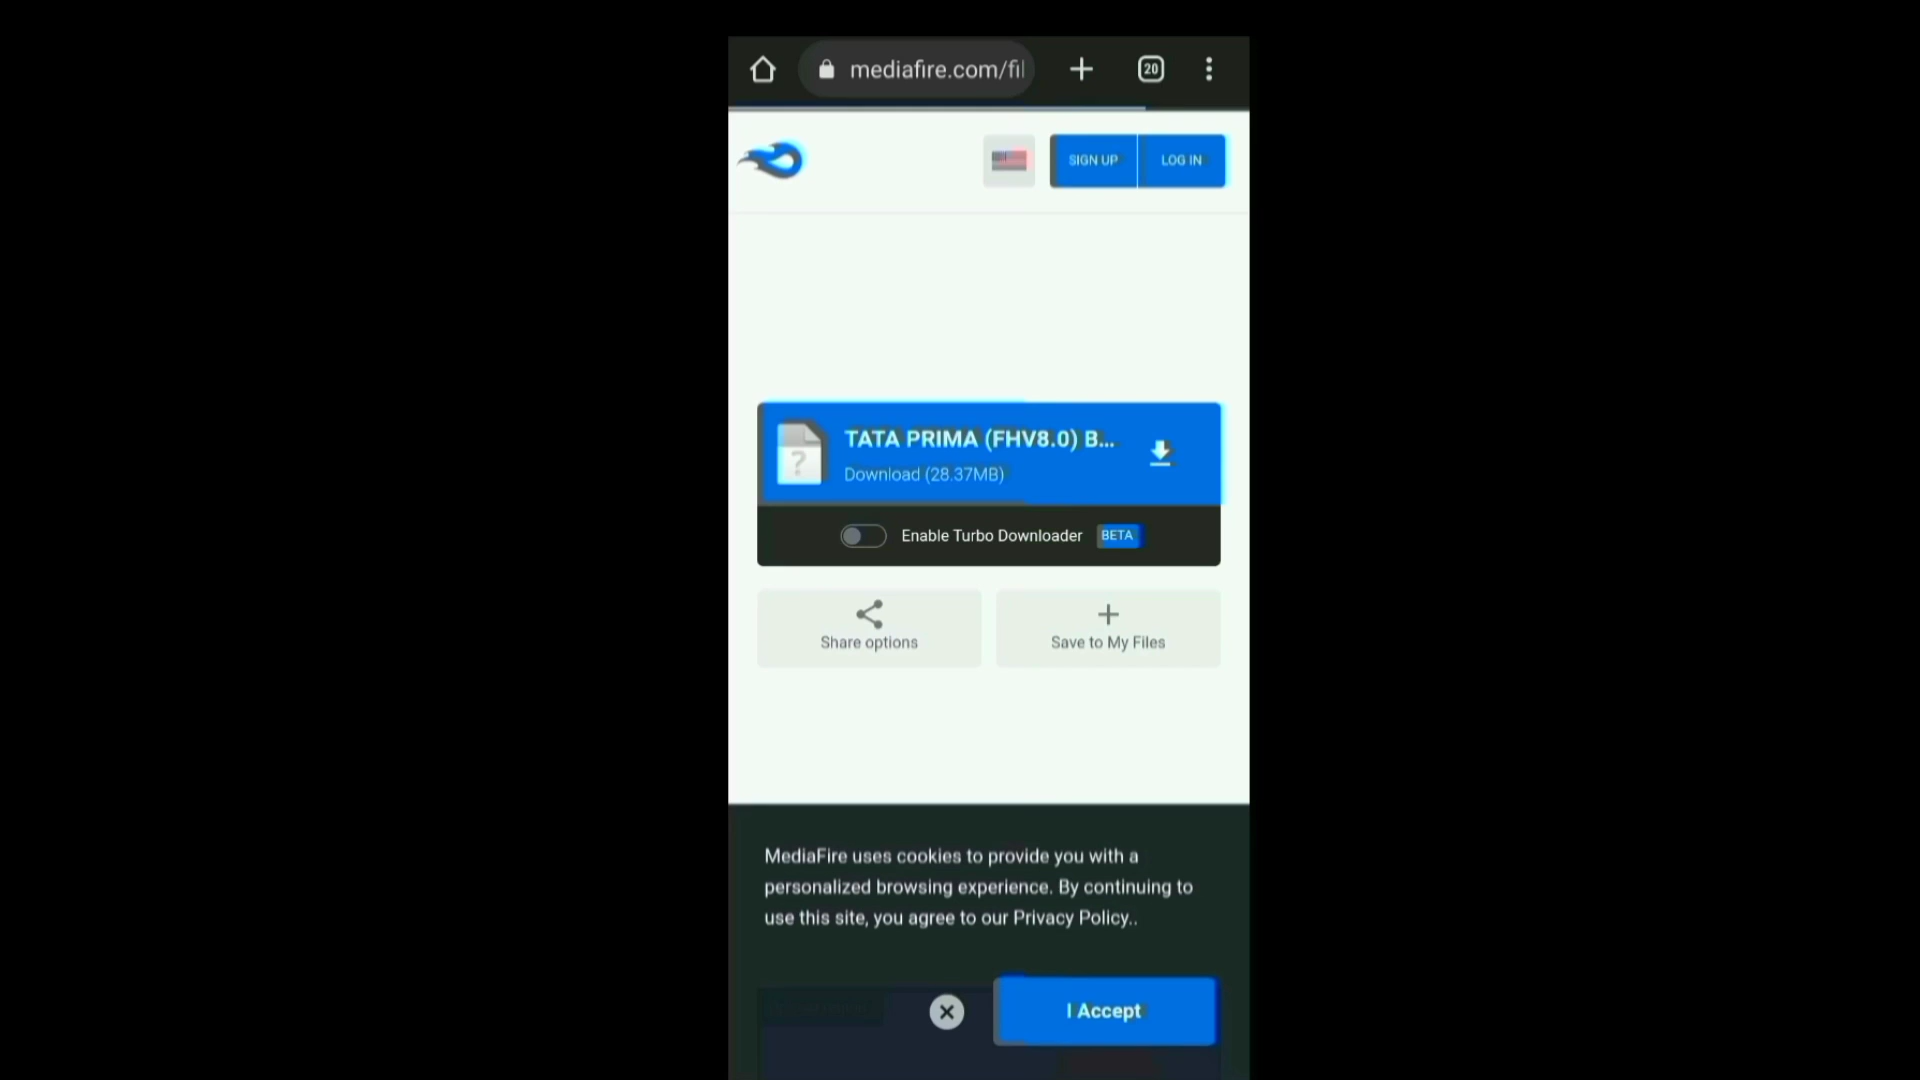 mediafire.com/fil
20
SIGN UP
LOG IN
TATA PRIMA (FHV8.0) B...
Download (28.37MB)
Enable Turbo Downloader
BETA
Share options
Save to My Files
MediaFire uses cookies to provide you with a
personalized browsing experience. By continuing to
use this site, you agree to our Privacy Policy..
I Accept